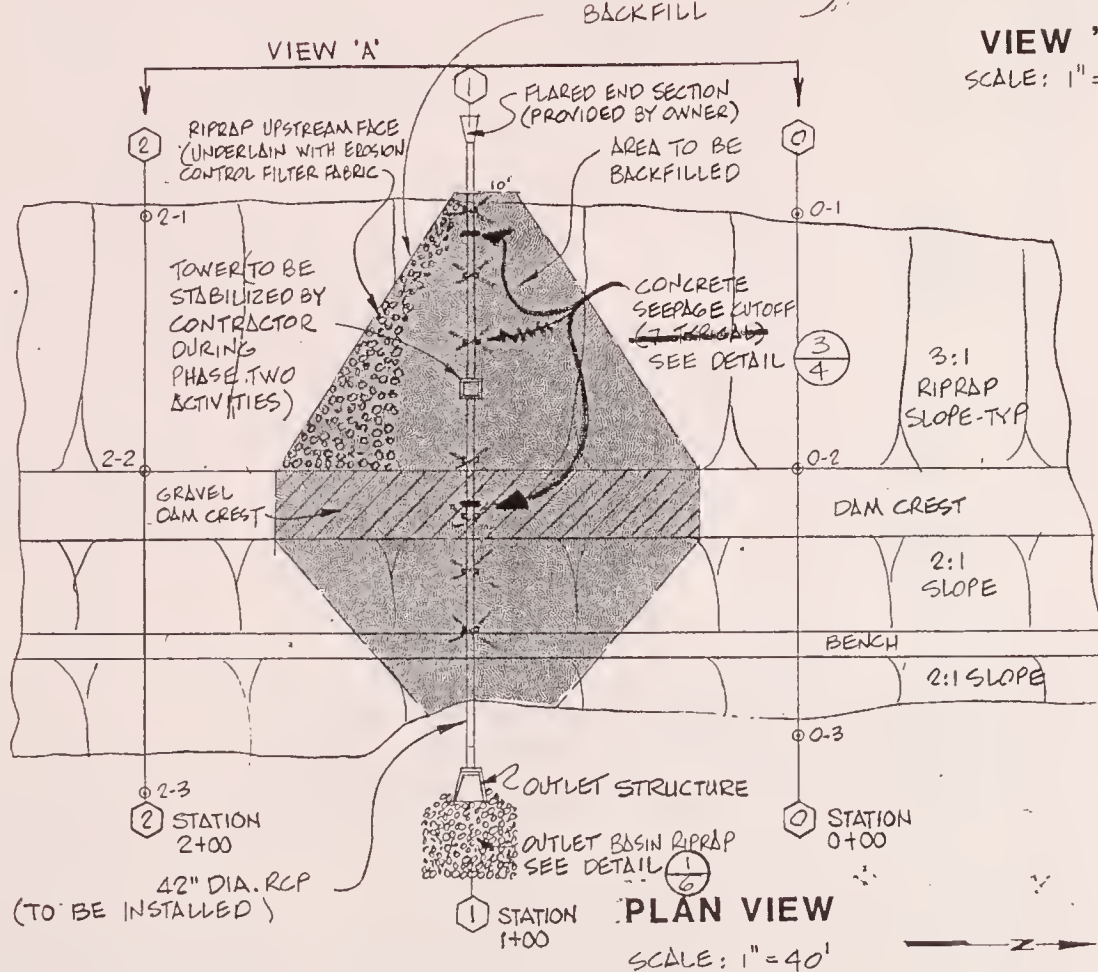 BACKFILL
VIEW 'A'
VIEW '
SCALE: 1" =
1
FLARED END SECTION
(PROVIDED BY OWNER)
2
RIPRAP UPSTREAM FACE
(UNDERLAIN WITH EROSION
CONTROL FILTER FABRIC
AREA TO BE
BACKFILLED
0
10'
2-1
0-1
TOWER TO BE
STABILIZED BY
CONTRACTOR
DURING
PHASE TWO
ACTIVITIES)
CONCRETE
SEEPAGE CUTOFF
(7 TYPICAL)
SEE DETAIL
3
4
3:1
RIPRAP
SLOPE-TYP
2-2
0-2
GRAVEL
DAM CREST
DAM CREST
2:1
SLOPE
BENCH
2:1 SLOPE
0-3
2-3
OUTLET STRUCTURE
2 STATION
2+00
0 STATION
0+00
OUTLET BASIN RIPRAP
SEE DETAIL 1
6
42" DIA. RCP
(TO BE INSTALLED)
1 STATION
1+00
PLAN VIEW
SCALE: 1" = 40'
Z